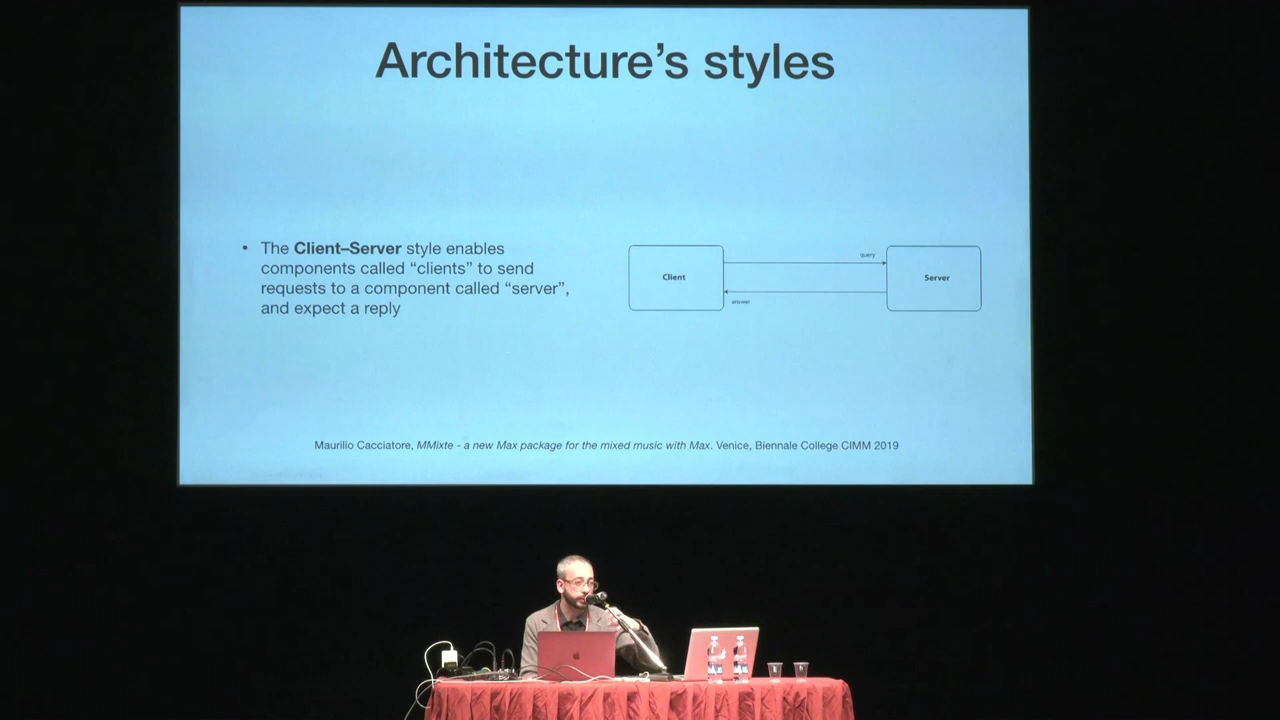 Architecture’s styles
• The Client–Server style enables
components called “clients” to send
requests to a component called “server”,
and expect a reply
Client
query
answer
Server
Maurilio Cacciatore, MMixte - a new Max package for the mixed music with Max. Venice, Biennale College CIMM 2019